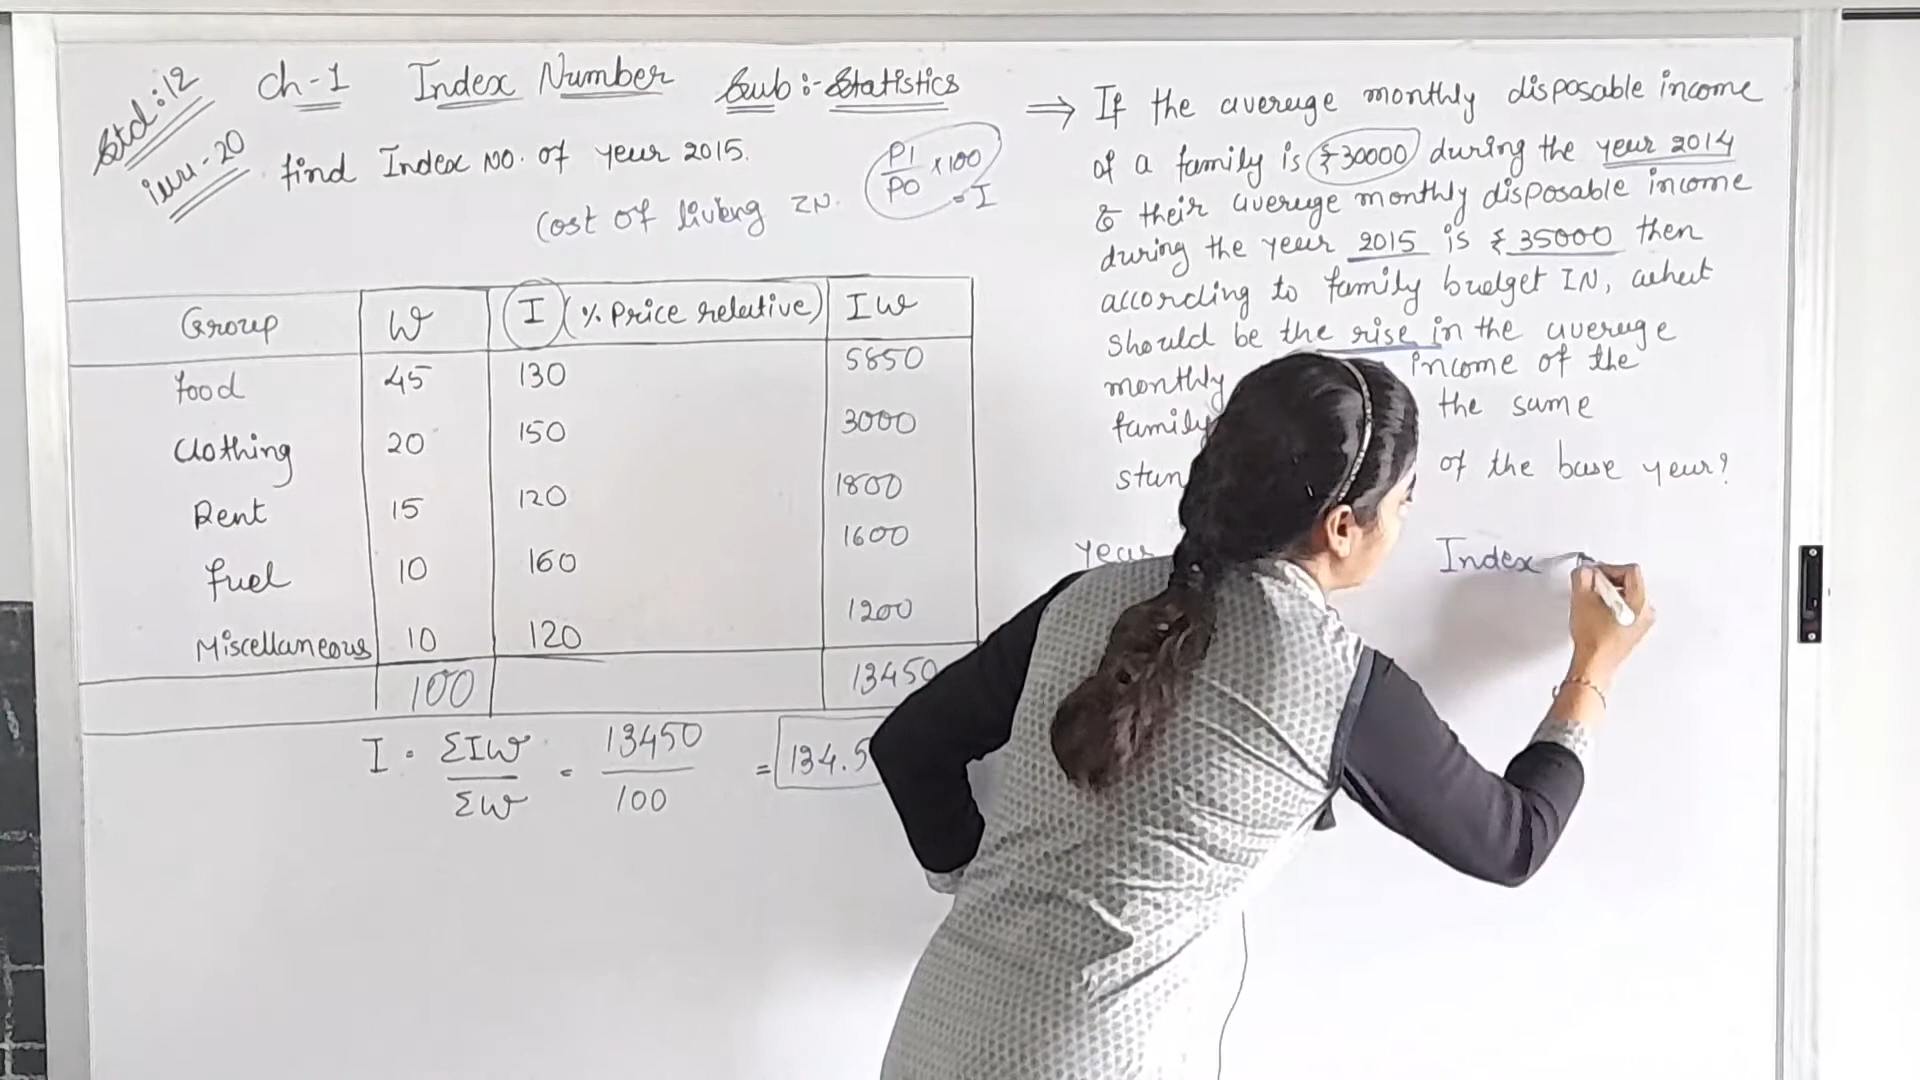 Std:12
Ch-1 Index Number Sub:-Statistics
find Index NO. of year 2015.
P1/P0 ×100 = I
Cost of living IN.
Group W I (% Price relative) IW
Food 45 130 5850
Clothing 20 150 3000
Rent 15 120 1800
Fuel 10 160 1600
Miscellaneous 10 120 1200
100 13450
I = ΣIW/ΣW = 13450/100 = 134.5
⇒ If the average monthly disposable income
of a family is ₹30000 during the year 2014
& their average monthly disposable income
during the year 2015 is ₹35000 then
according to family budget IN, what
should be the rise in the average
monthly income of the
family the same
of the base year?
year Index